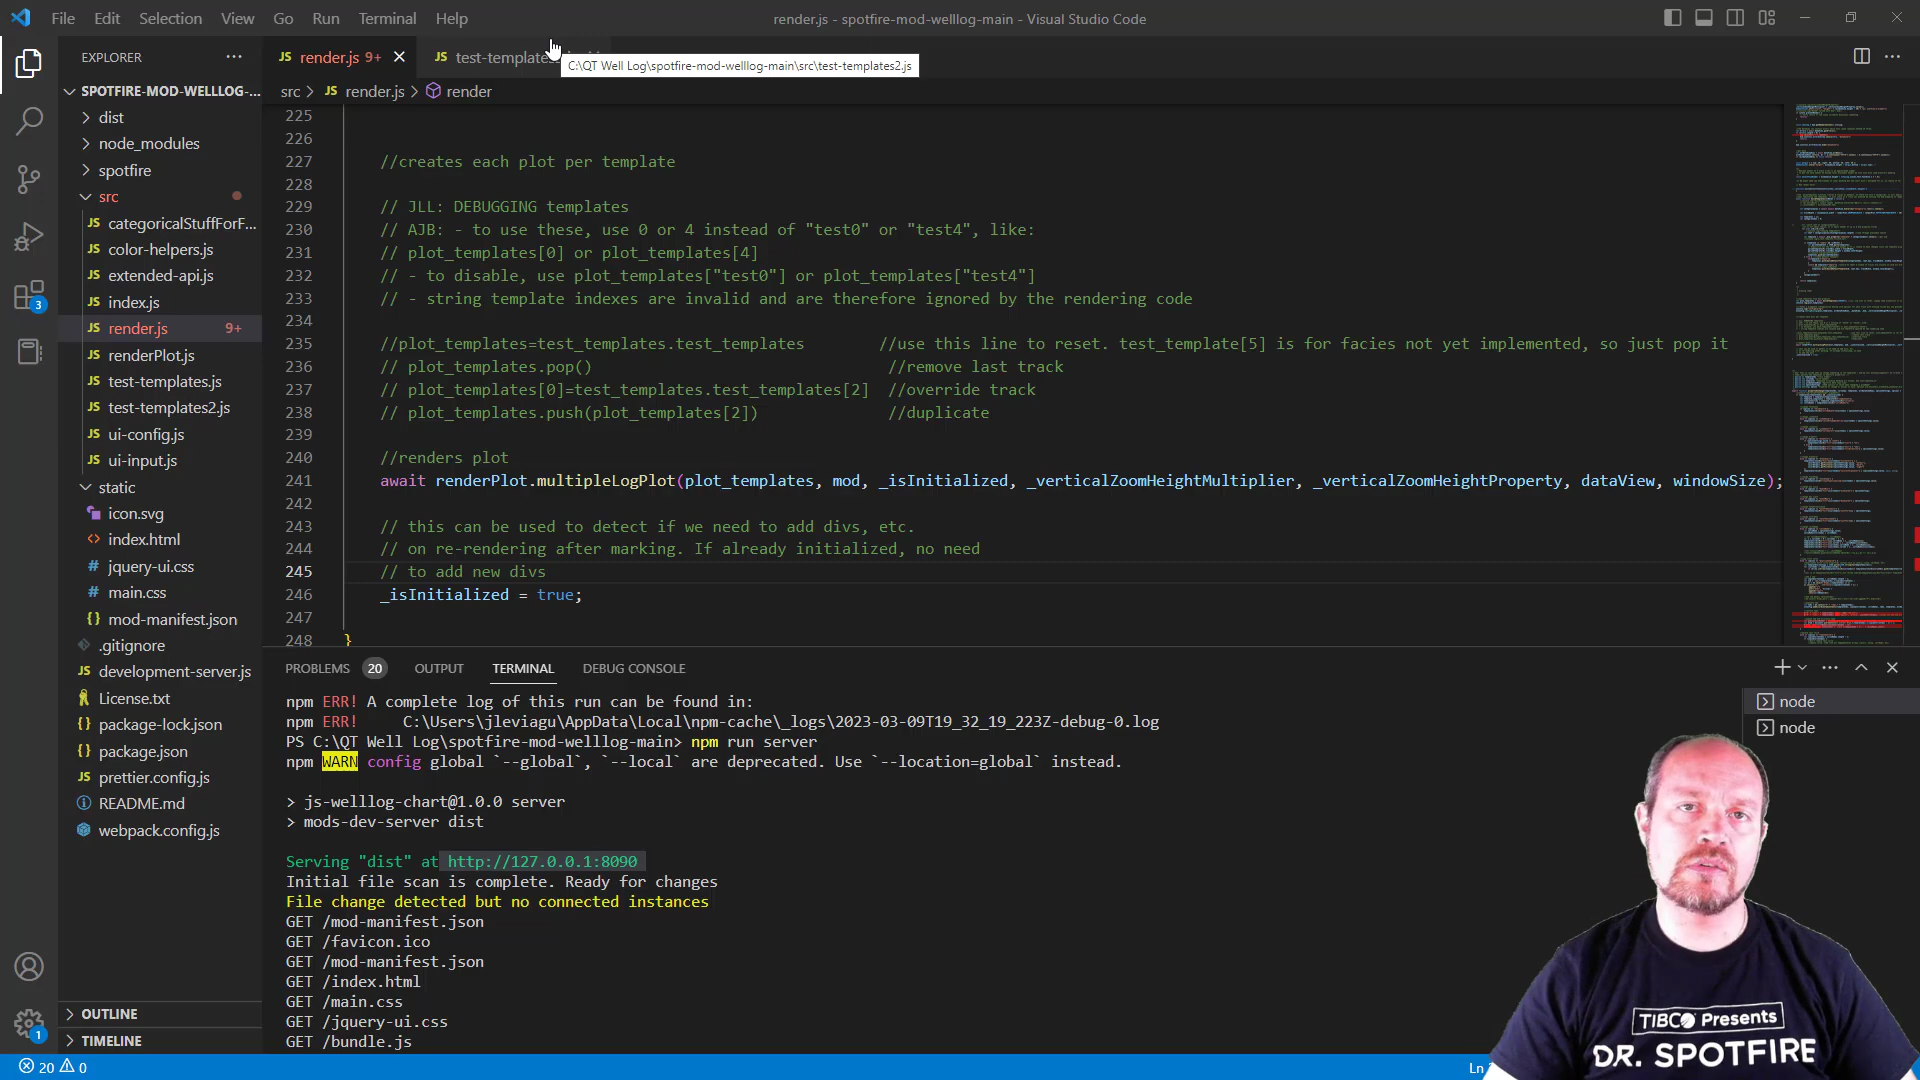 File Edit Selection View Go Run Terminal Help
render.js - spotfire-mod-welllog-main - Visual Studio Code
EXPLORER
JS render.js 9+
JS test-templates
C:\QT Well Log\spotfire-mod-welllog-main\src\test-templates2.js
SPOTFIRE-MOD-WELLLOG-...
dist
node_modules
spotfire
src
JS categoricalStuffForF...
JS color-helpers.js
JS extended-api.js
JS index.js
JS render.js 9+
JS renderPlot.js
JS test-templates.js
JS test-templates2.js
JS ui-config.js
JS ui-input.js
static
icon.svg
<> index.html
# jquery-ui.css
# main.css
{} mod-manifest.json
.gitignore
JS development-server.js
License.txt
{} package-lock.json
{} package.json
JS prettier.config.js
README.md
webpack.config.js
OUTLINE
TIMELINE
3
1
src > JS render.js > render
225
226
227 //creates each plot per template
228
229 // JLL: DEBUGGING templates
230 // AJB: - to use these, use 0 or 4 instead of "test0" or "test4", like:
231 // plot_templates[0] or plot_templates[4]
232 // - to disable, use plot_templates["test0"] or plot_templates["test4"]
233 // - string template indexes are invalid and are therefore ignored by the rendering code
234
235 //plot_templates=test_templates.test_templates //use this line to reset. test_template[5] is for facies not yet implemented, so just pop it
236 // plot_templates.pop() //remove last track
237 // plot_templates[0]=test_templates.test_templates[2] //override track
238 // plot_templates.push(plot_templates[2]) //duplicate
239
240 //renders plot
241 await renderPlot.multipleLogPlot(plot_templates, mod, _isInitialized, _verticalZoomHeightMultiplier, _verticalZoomHeightProperty, dataView, windowSize);
242
243 // this can be used to detect if we need to add divs, etc.
244 // on re-rendering after marking. If already initialized, no need
245 // to add new divs
246 _isInitialized = true;
247
248 }
PROBLEMS 20 OUTPUT TERMINAL DEBUG CONSOLE
npm ERR! A complete log of this run can be found in:
npm ERR! C:\Users\jleviagu\AppData\Local\npm-cache\_logs\2023-03-09T19_32_19_223Z-debug-0.log
PS C:\QT Well Log\spotfire-mod-welllog-main> npm run server
npm WARN config global `--global`, `--local` are deprecated. Use `--location=global` instead.
> js-welllog-chart@1.0.0 server
> mods-dev-server dist
Serving "dist" at http://127.0.0.1:8090
Initial file scan is complete. Ready for changes
File change detected but no connected instances
GET /mod-manifest.json
GET /favicon.ico
GET /mod-manifest.json
GET /index.html
GET /main.css
GET /jquery-ui.css
GET /bundle.js
node
node
TIBCO Presents
DR. SPOTFIRE
20 0
Ln